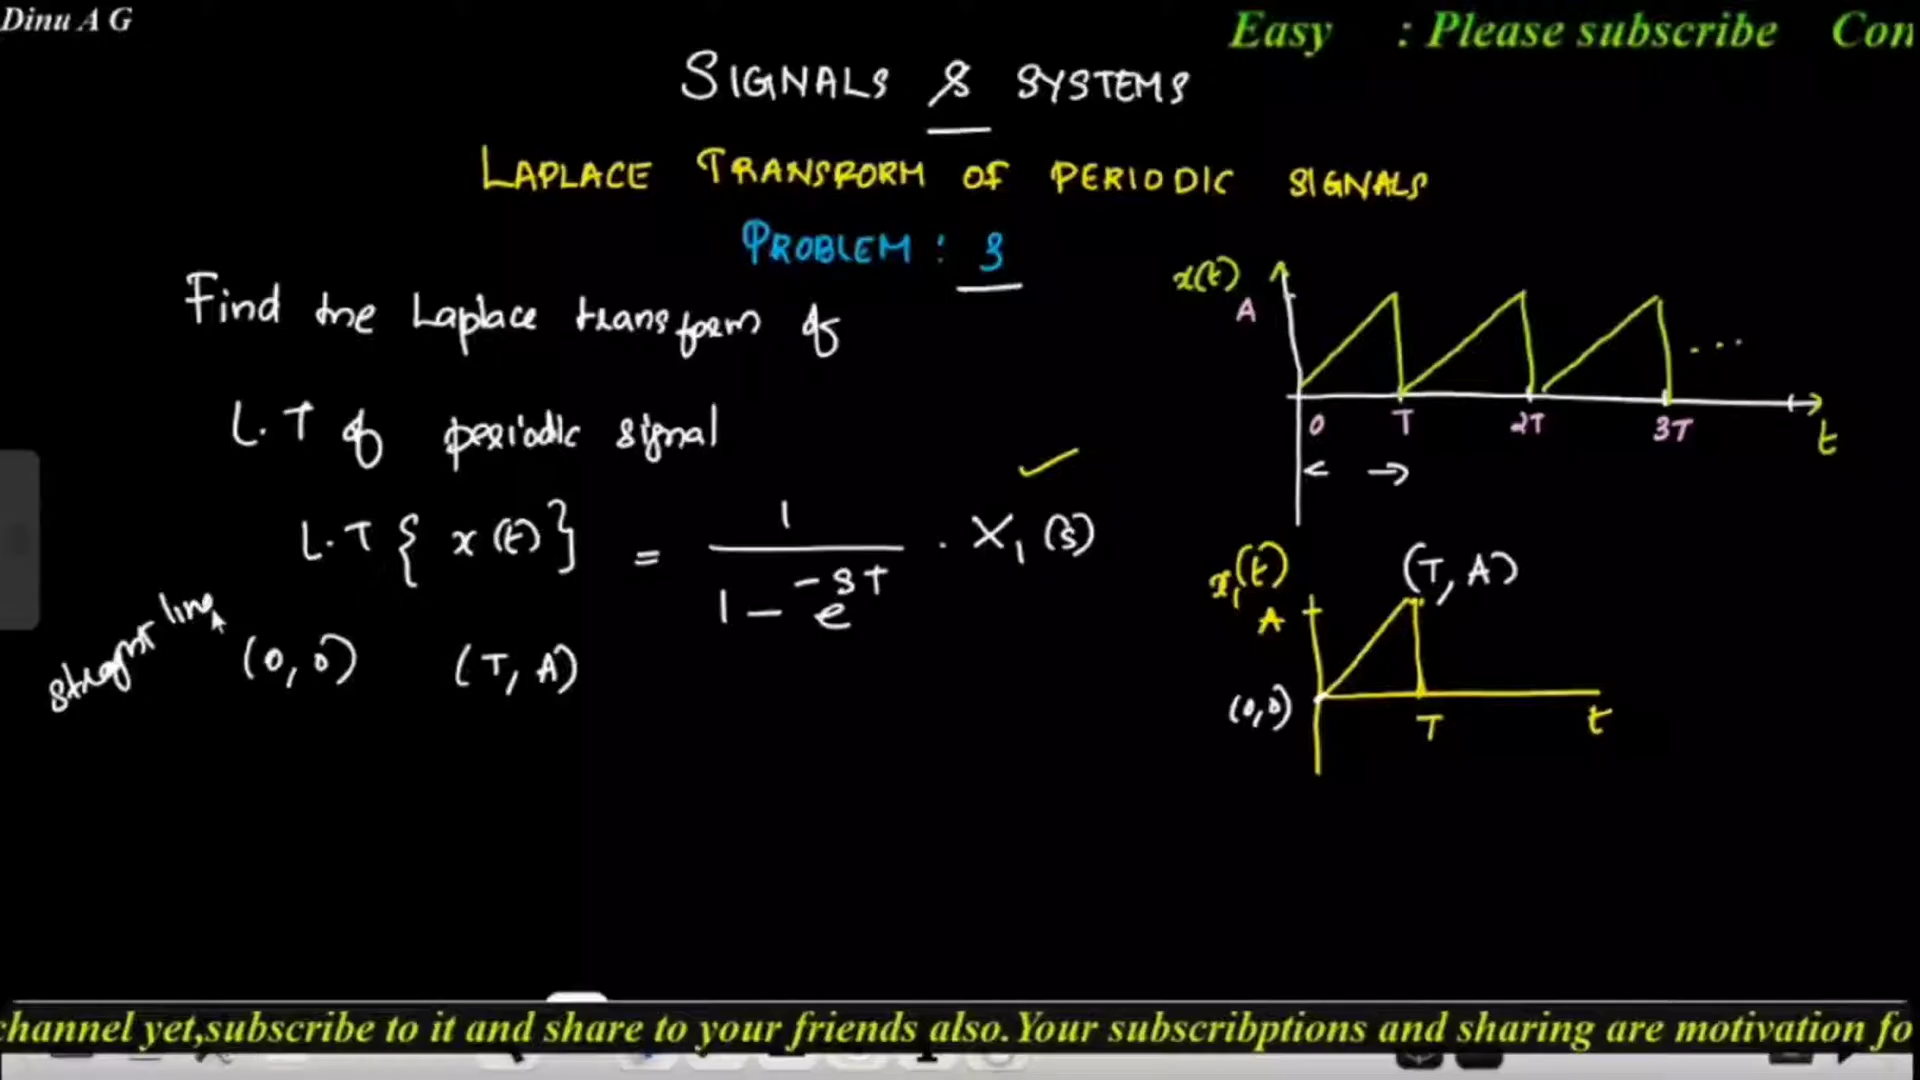 Dinu A G
Easy : Please subscribe Con
SIGNALS & SYSTEMS
LAPLACE TRANSFORM OF PERIODIC SIGNALS
PROBLEM : 3
Find the Laplace transform of
x(t)
A
0 T 2T 3T
t
...
L.T of periodic signal
L.T { x(t) } = 1 / 1 - e^-sT . X₁(s)
straight line
(0, 0) (T, A)
x₁(t)
(T, A)
A
(0,0)
T
t
channel yet,subscribe to it and share to your friends also.Your subscribptions and sharing are motivation fo